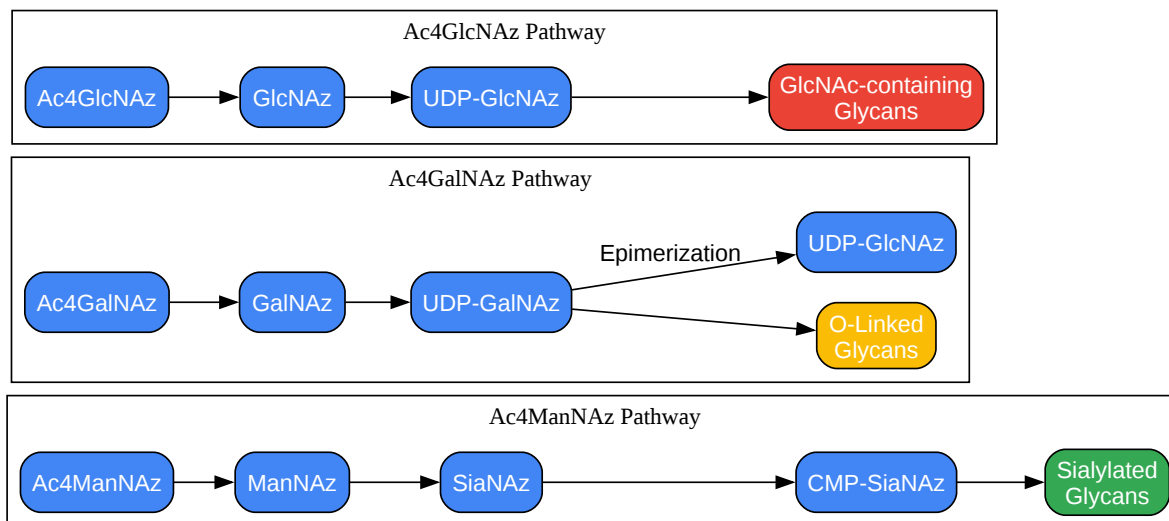 Ac4GlcNAz Pathway
Ac4GlcNAz
GlcNAz
UDP-GlcNAz
GlcNAc-containing
Glycans
Ac4GalNAz Pathway
Ac4GalNAz
GalNAz
UDP-GalNAz
Epimerization
UDP-GlcNAz
O-Linked
Glycans
Ac4ManNAz Pathway
Ac4ManNAz
ManNAz
SiaNAz
CMP-SiaNAz
Sialylated
Glycans